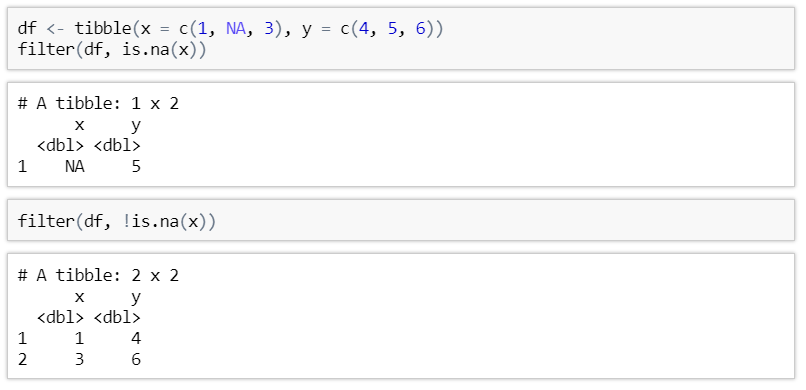 df <- tibble(x = c(1, NA, 3), y = c(4, 5, 6))
filter(df, is.na(x))
# A tibble: 1 x 2
      x     y
  <dbl> <dbl>
1    NA     5
filter(df, !is.na(x))
# A tibble: 2 x 2
      x     y
  <dbl> <dbl>
1     1     4
2     3     6